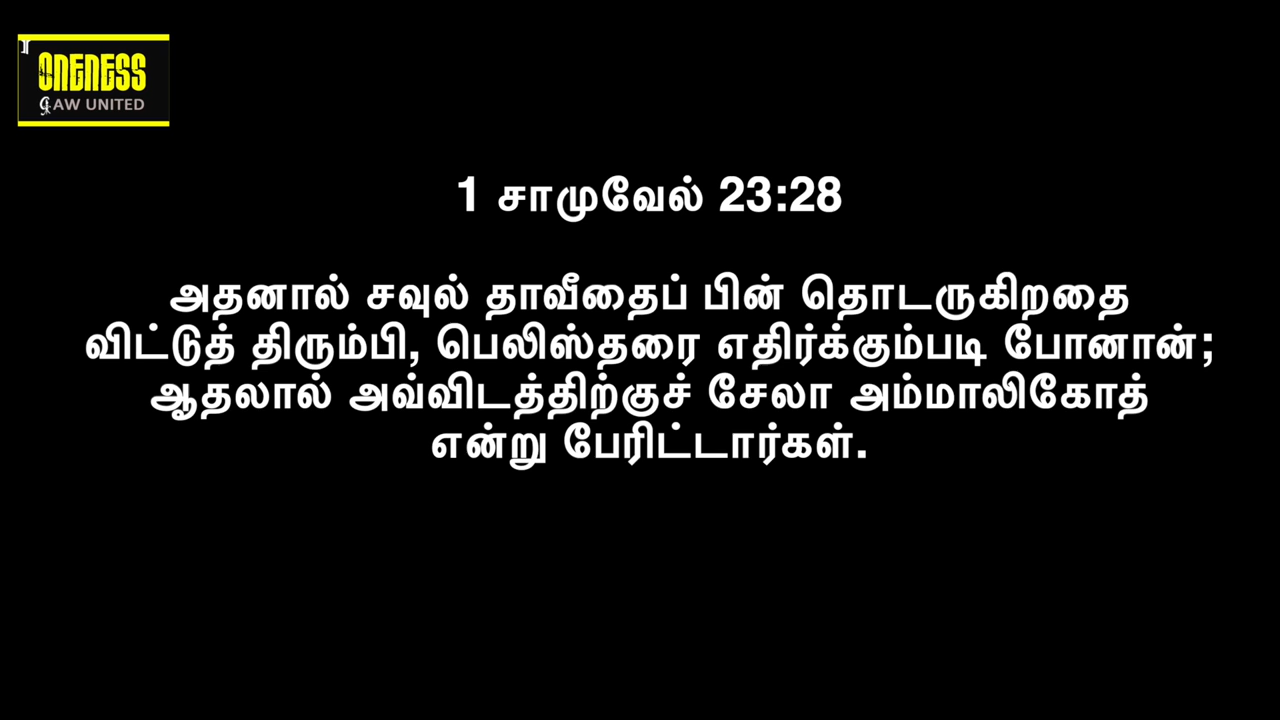 ONENESS
GAW UNITED
1 சாமுவேல் 23:28
அதனால் சவுல் தாவீதைப் பின் தொடருகிறதை
விட்டுத் திரும்பி, பெலிஸ்தரை எதிர்க்கும்படி போனான்;
ஆதலால் அவ்விடத்திற்குச் சேலா அம்மாலிகோத்
என்று பேரிட்டார்கள்.